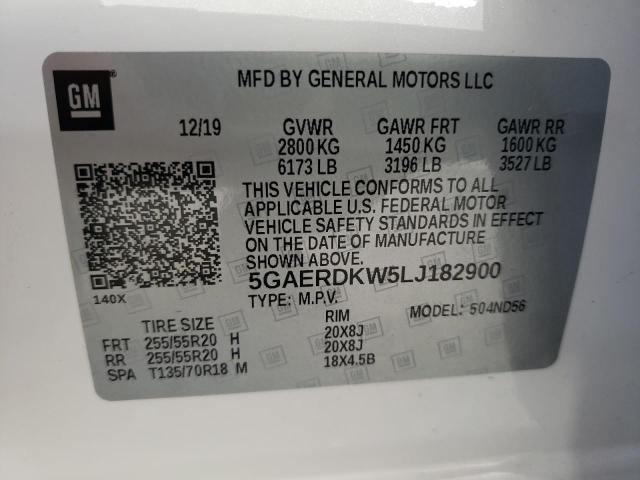 GM ®
MFD BY GENERAL MOTORS LLC
12/19 GVWR GAWR FRT GAWR RR
2800 KG 1450 KG 1600 KG
6173 LB 3196 LB 3527 LB
THIS VEHICLE CONFORMS TO ALL
APPLICABLE U.S. FEDERAL MOTOR
VEHICLE SAFETY STANDARDS IN EFFECT
ON THE DATE OF MANUFACTURE
SHOWN ABOVE.
140X
5GAERDKW5LJ182900
TYPE: M.P.V. MODEL: 504ND56
TIRE SIZE RIM
FRT 255/55R20 H 20X8J
RR 255/55R20 H 20X8J
SPA T135/70R18 M 18X4.5B